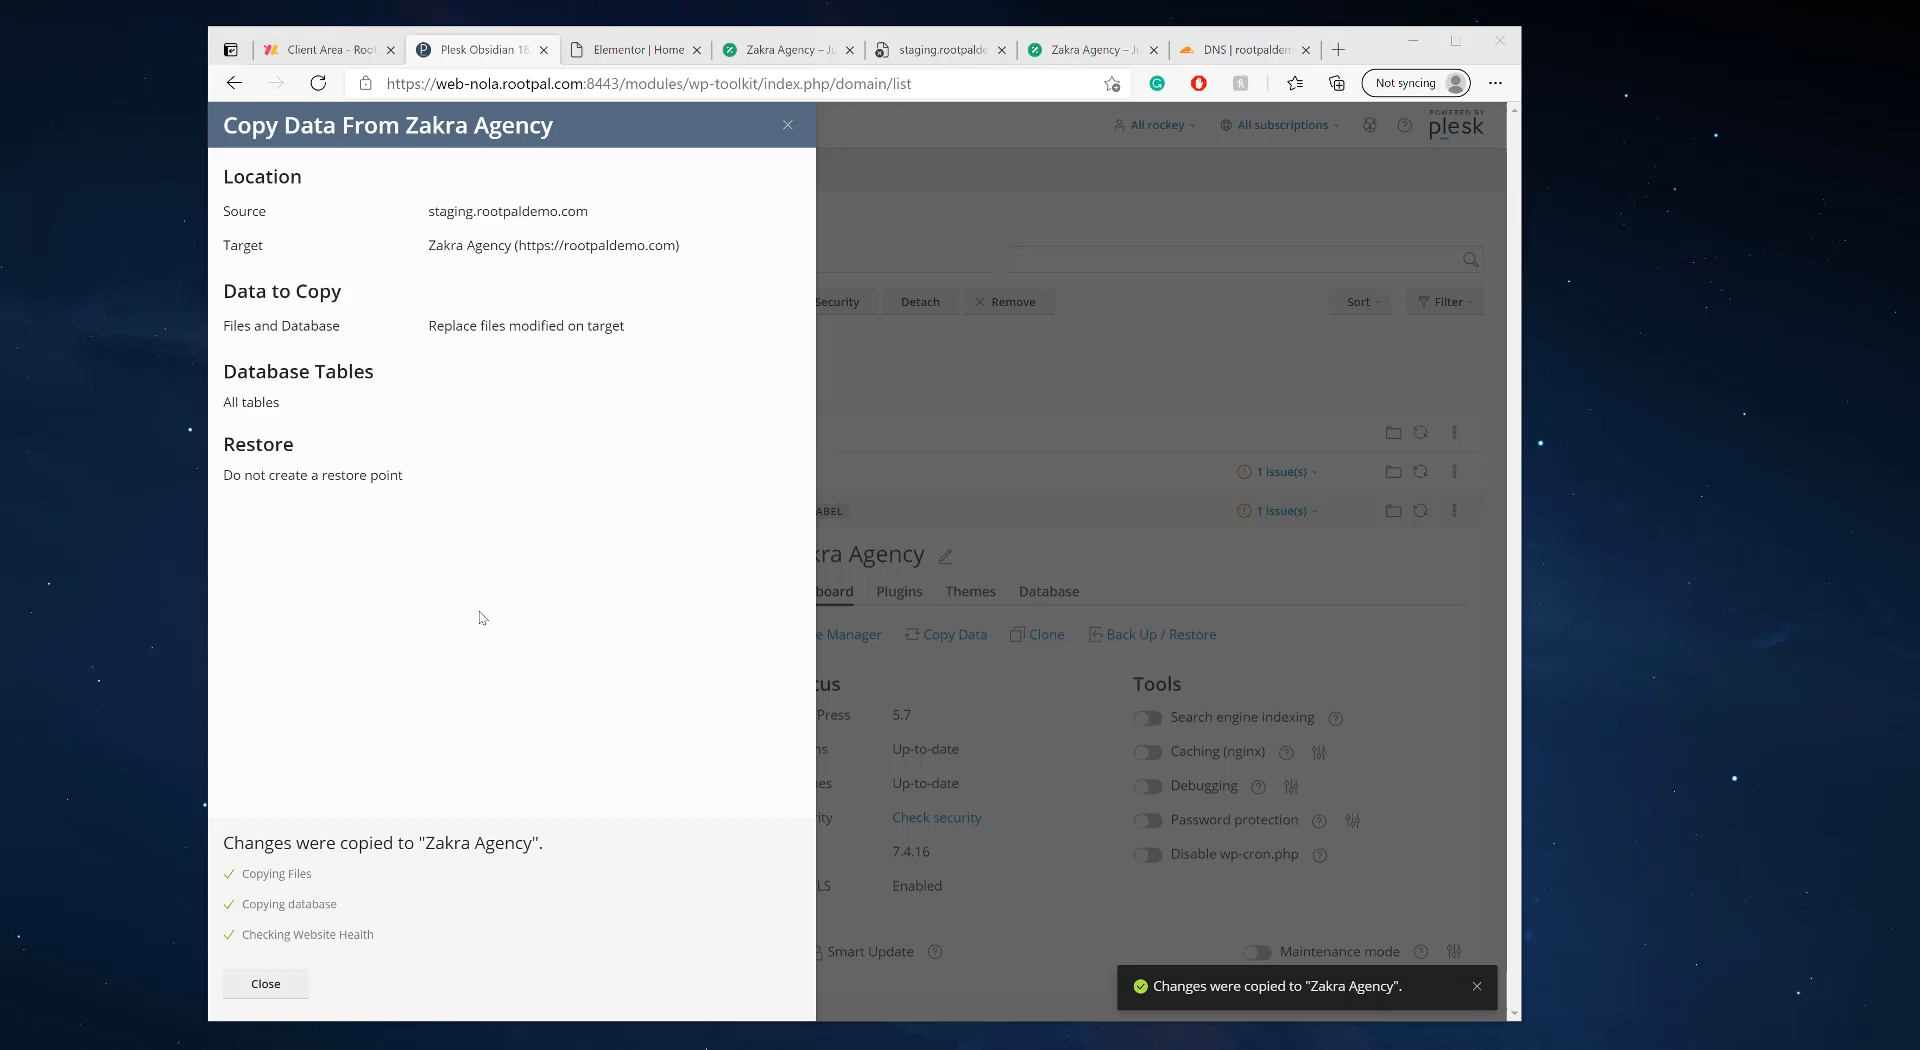 Client Area - Root
Plesk Obsidian 18.
Elementor | Home
Zakra Agency – Ju
staging.rootpalde
Zakra Agency – Ju
DNS | rootpaldem
https://web-nola.rootpal.com:8443/modules/wp-toolkit/index.php/domain/list
Not syncing
Copy Data From Zakra Agency
All rockey
All subscriptions
POWERED BY
plesk
Location
Source
staging.rootpaldemo.com
Target
Zakra Agency (https://rootpaldemo.com)
Data to Copy
Files and Database
Replace files modified on target
Database Tables
All tables
Restore
Do not create a restore point
Security
Detach
Remove
Sort
Filter
1 issue(s)
ABEL
1 issue(s)
kra Agency
board
Plugins
Themes
Database
e Manager
Copy Data
Clone
Back Up / Restore
tus
Tools
Press
5.7
Search engine indexing
ns
Up-to-date
Caching (nginx)
nes
Up-to-date
Debugging
rity
Check security
Password protection
7.4.16
Disable wp-cron.php
LS
Enabled
Smart Update
Maintenance mode
Changes were copied to "Zakra Agency".
Copying Files
Copying database
Checking Website Health
Close
Changes were copied to "Zakra Agency".